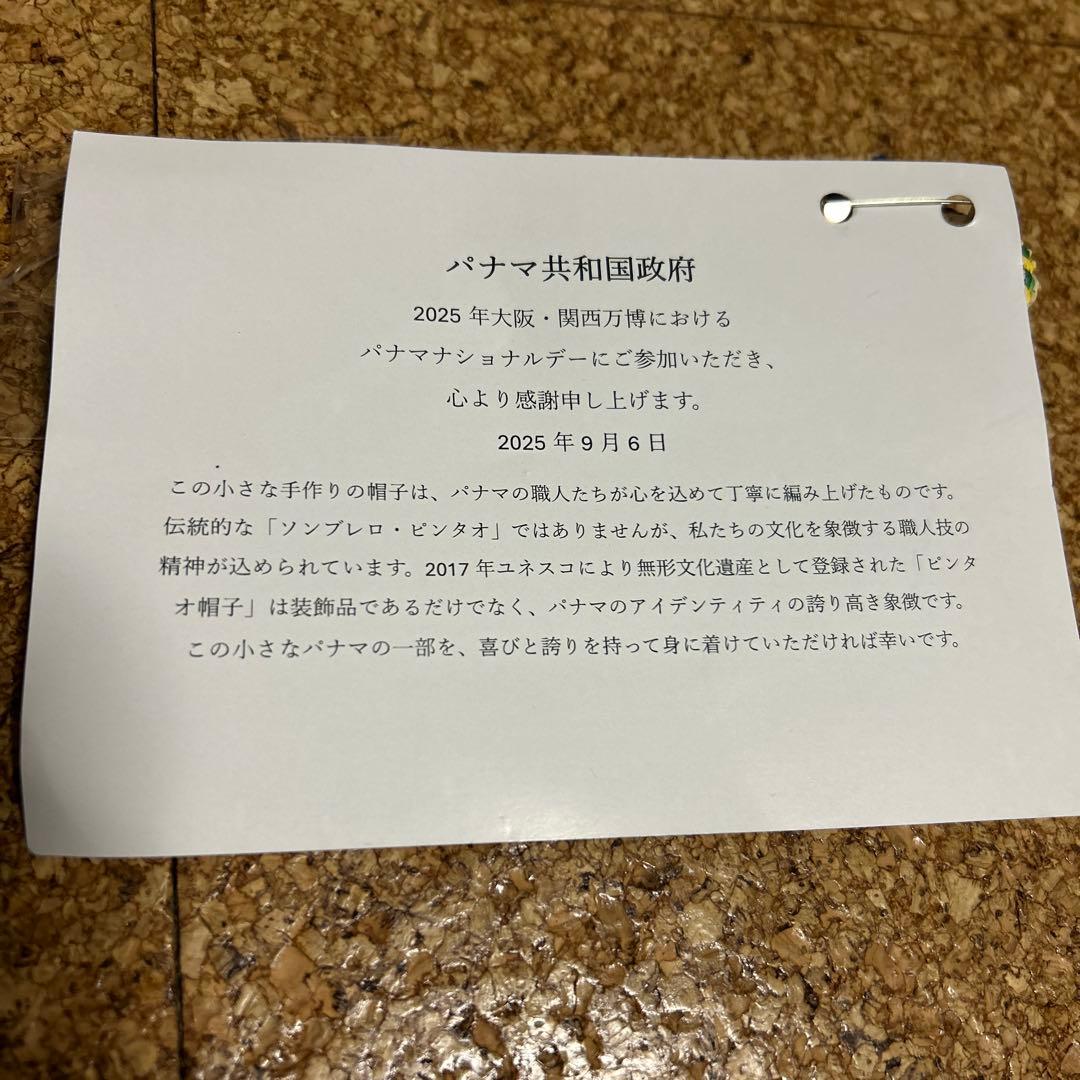 パナマ共和国政府
2025 年大阪・関西万博における
パナマナショナルデーにご参加いただき、
心より感謝申し上げます。
2025 年 9 月 6 日
この小さな手作りの帽子は、パナマの職人たちが心を込めて丁寧に編み上げたものです。
伝統的な「ソンブレロ・ピンタオ」ではありませんが、私たちの文化を象徴する職人技の
精神が込められています。2017 年ユネスコにより無形文化遺産として登録された「ピンタ
オ帽子」は装飾品であるだけでなく、パナマのアイデンティティの誇り高き象徴です。
この小さなパナマの一部を、喜びと誇りを持って身に着けていただければ幸いです。